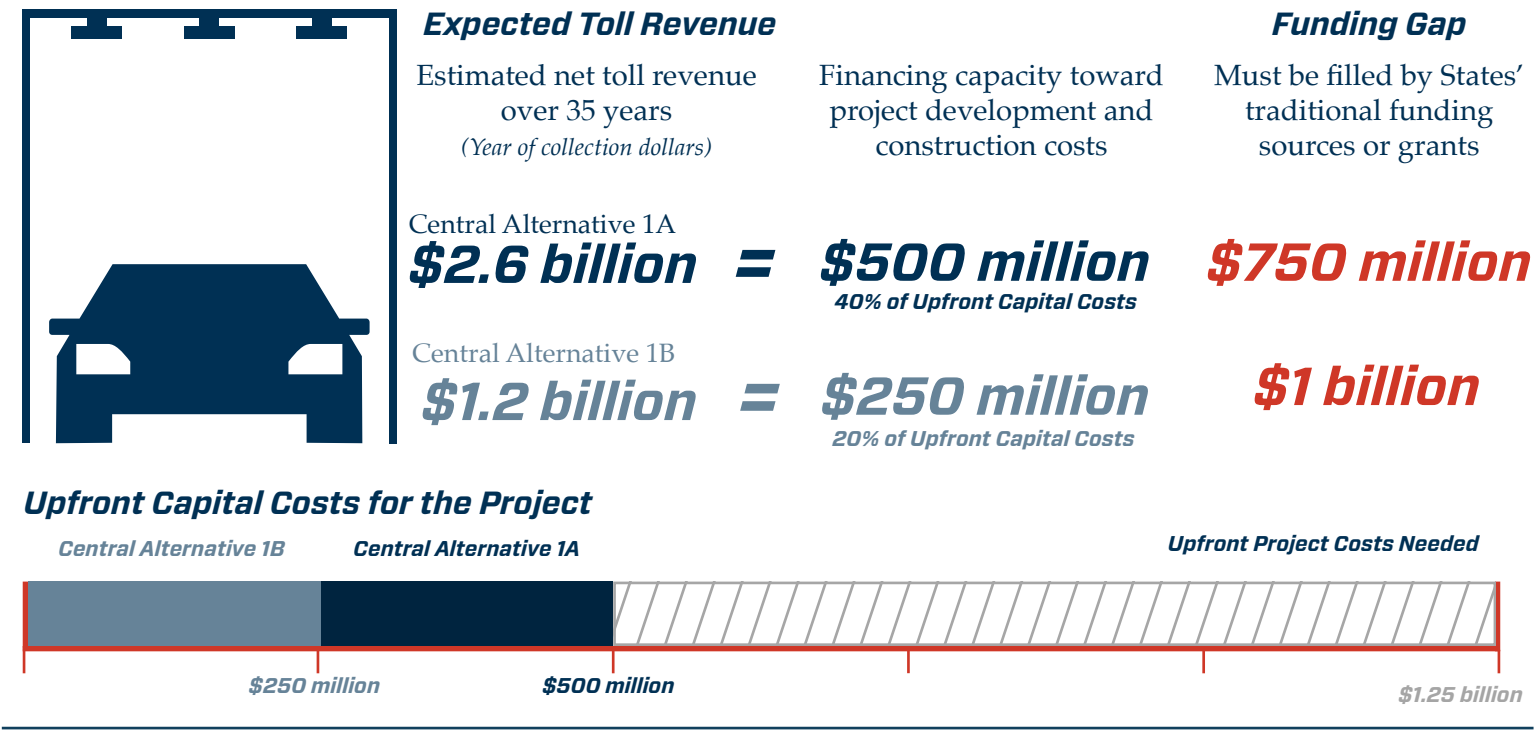 Expected Toll Revenue
Estimated net toll revenue
over 35 years
(Year of collection dollars)
Financing capacity toward
project development and
construction costs
Funding Gap
Must be filled by States’
traditional funding
sources or grants
Central Alternative 1A
$2.6 billion = $500 million $750 million
40% of Upfront Capital Costs
Central Alternative 1B
$1.2 billion = $250 million $1 billion
20% of Upfront Capital Costs
Upfront Capital Costs for the Project
Central Alternative 1B Central Alternative 1A Upfront Project Costs Needed
$250 million $500 million $1.25 billion